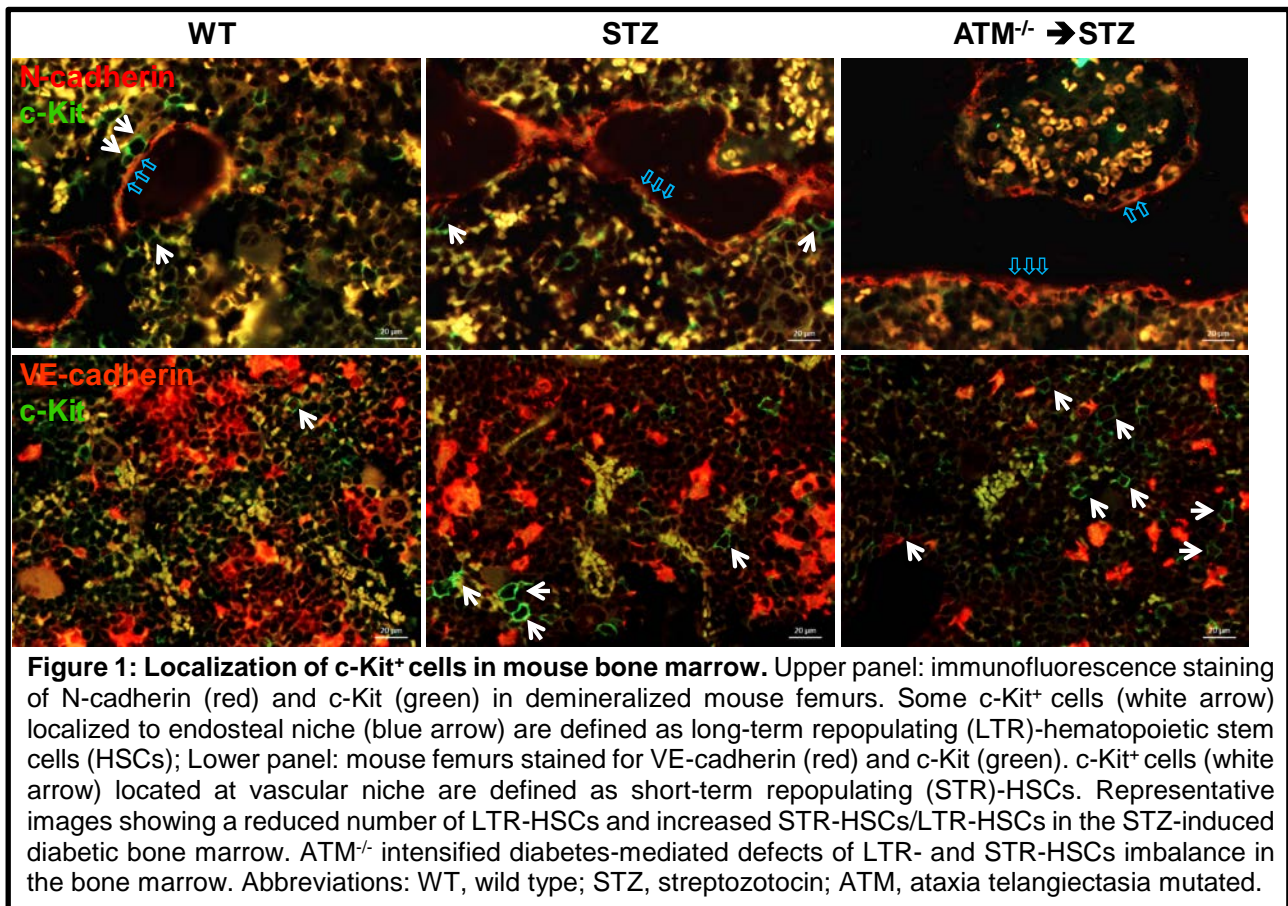 WT STZ ATM-/- ➔STZ
N-cadherin
c-Kit
20 µm 20 µm 20 µm
VE-cadherin
c-Kit
20 µm 20 µm 20 µm
Figure 1: Localization of c-Kit⁺ cells in mouse bone marrow. Upper panel: immunofluorescence staining
of N-cadherin (red) and c-Kit (green) in demineralized mouse femurs. Some c-Kit⁺ cells (white arrow)
localized to endosteal niche (blue arrow) are defined as long-term repopulating (LTR)-hematopoietic stem
cells (HSCs); Lower panel: mouse femurs stained for VE-cadherin (red) and c-Kit (green). c-Kit⁺ cells (white
arrow) located at vascular niche are defined as short-term repopulating (STR)-HSCs. Representative
images showing a reduced number of LTR-HSCs and increased STR-HSCs/LTR-HSCs in the STZ-induced
diabetic bone marrow. ATM-/- intensified diabetes-mediated defects of LTR- and STR-HSCs imbalance in
the bone marrow. Abbreviations: WT, wild type; STZ, streptozotocin; ATM, ataxia telangiectasia mutated.